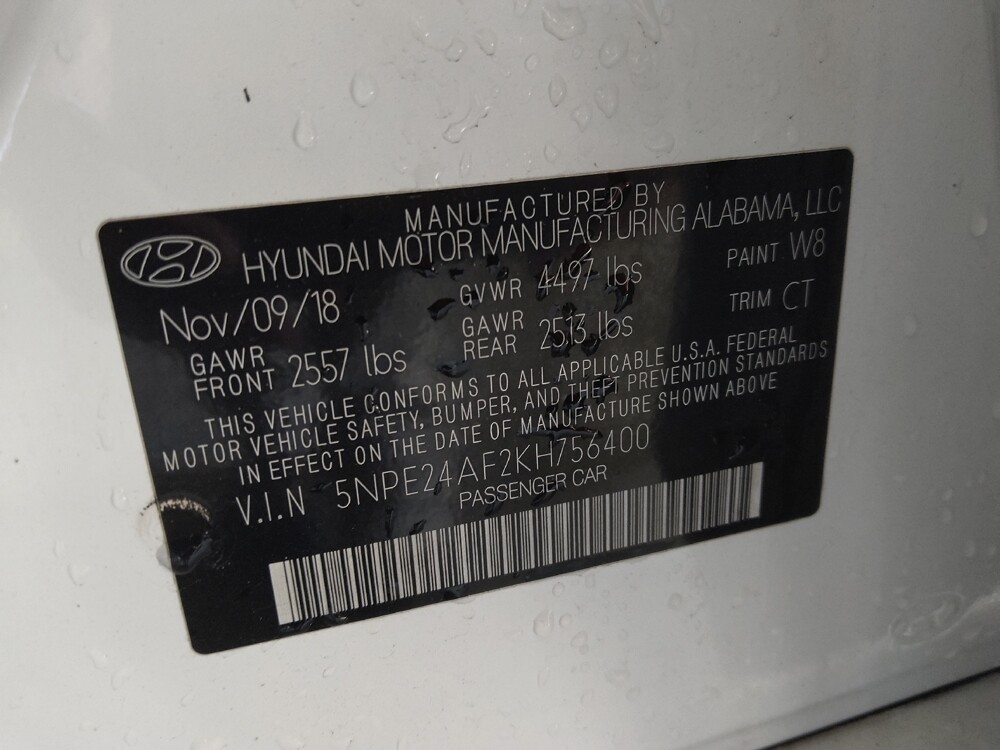 MANUFACTURED BY
HYUNDAI MOTOR MANUFACTURING ALABAMA, LLC
Nov/09/18 GVWR 4497 lbs PAINT W8
GAWR FRONT 2557 lbs GAWR REAR 2513 lbs TRIM CT
THIS VEHICLE CONFORMS TO ALL APPLICABLE U.S.A. FEDERAL
MOTOR VEHICLE SAFETY, BUMPER, AND THEFT PREVENTION STANDARDS
IN EFFECT ON THE DATE OF MANUFACTURE SHOWN ABOVE
V.I.N 5NPE24AF2KH756400
PASSENGER CAR